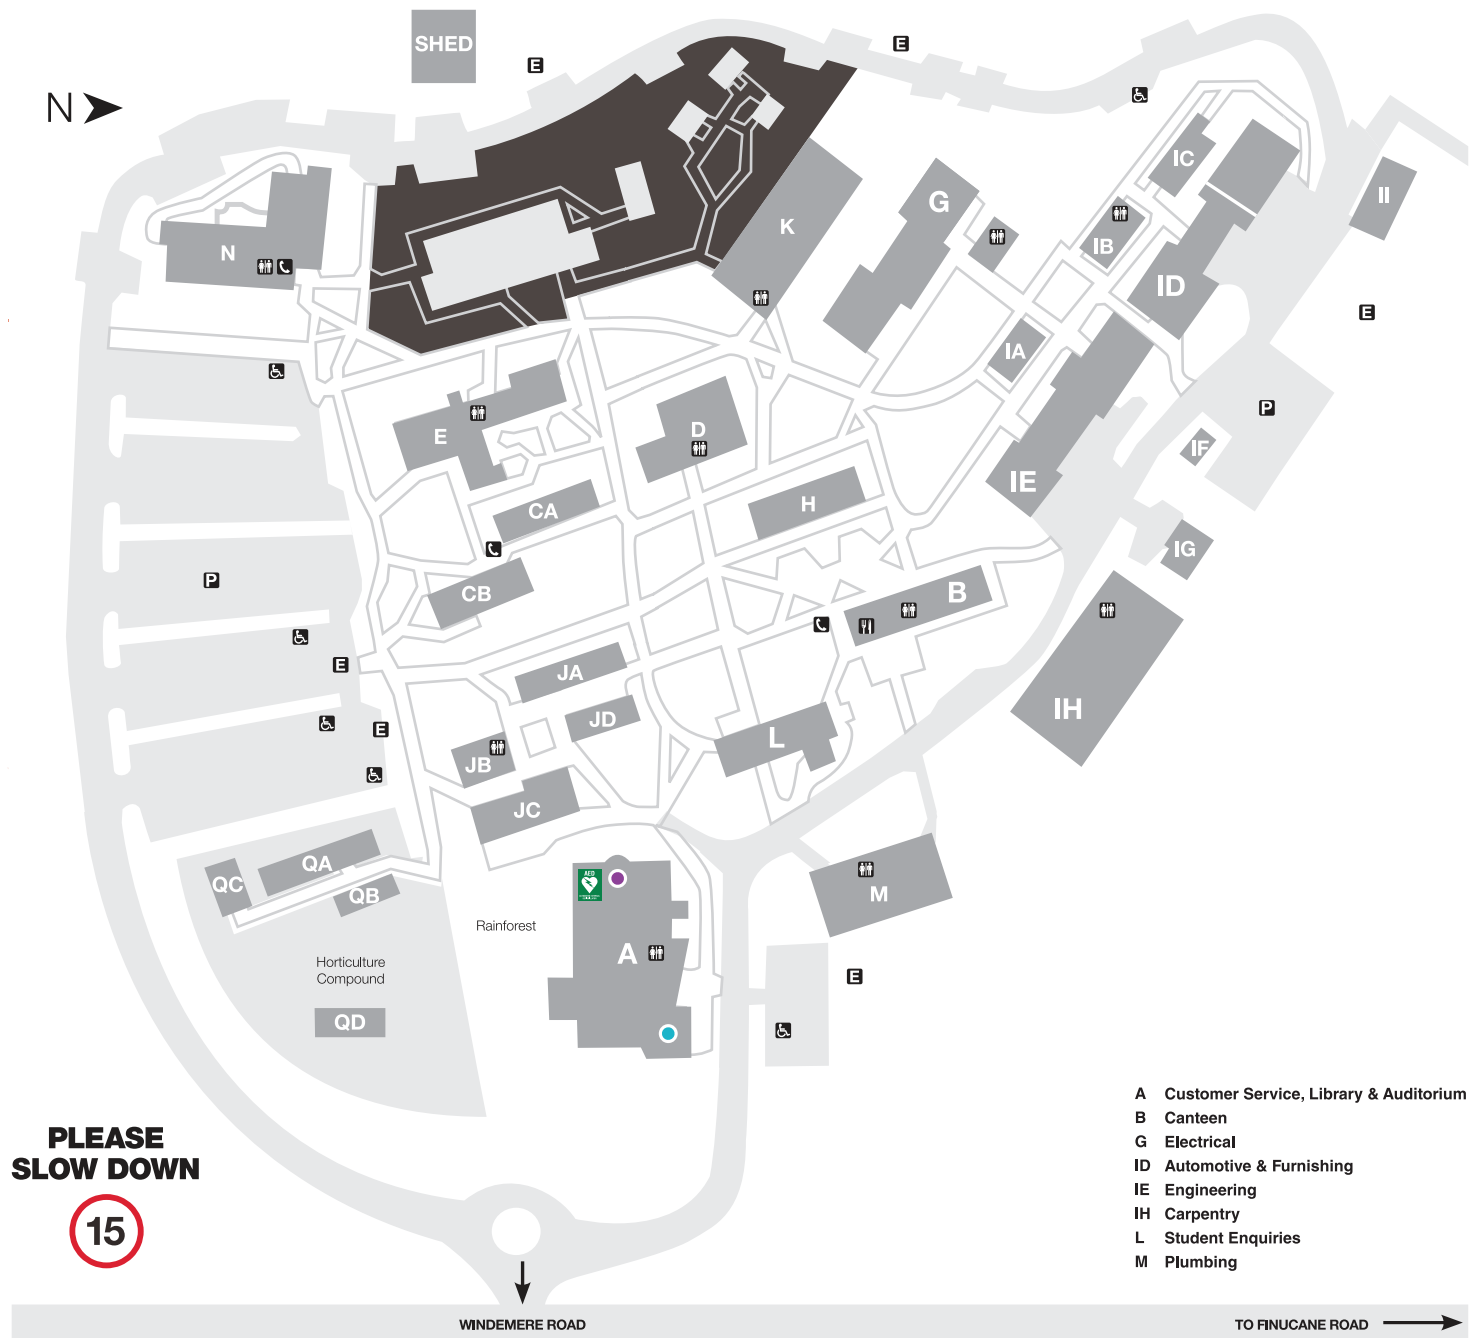 SHED
E
E
N
IC
II
K
G
N
IB
ID
E
IA
E
D
P
IF
IE
CA
H
IG
P
CB
B
E
JA
IH
JD
E
L
JB
JC
QA
QC
QB
AED
M
Rainforest
A
Horticulture
Compound
E
QD
PLEASE
SLOW DOWN
15
A Customer Service, Library & Auditorium
B Canteen
G Electrical
ID Automotive & Furnishing
IE Engineering
IH Carpentry
L Student Enquiries
M Plumbing
WINDEMERE ROAD
TO FINUCANE ROAD